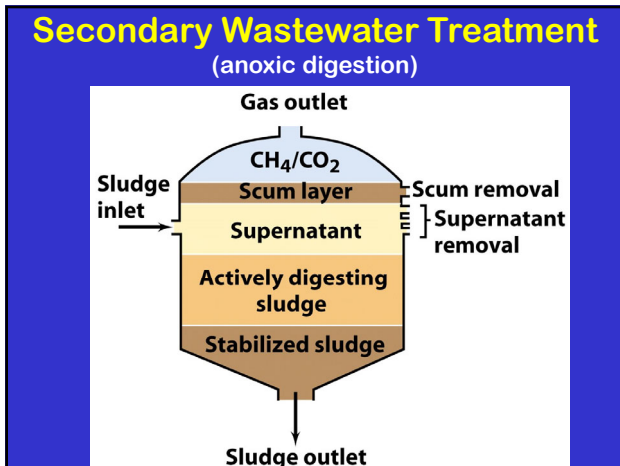 Secondary Wastewater Treatment
(anoxic digestion)
Gas outlet
CH₄/CO₂
Sludge
inlet
Scum layer
Scum removal
Supernatant
Supernatant
removal
Actively digesting
sludge
Stabilized sludge
Sludge outlet